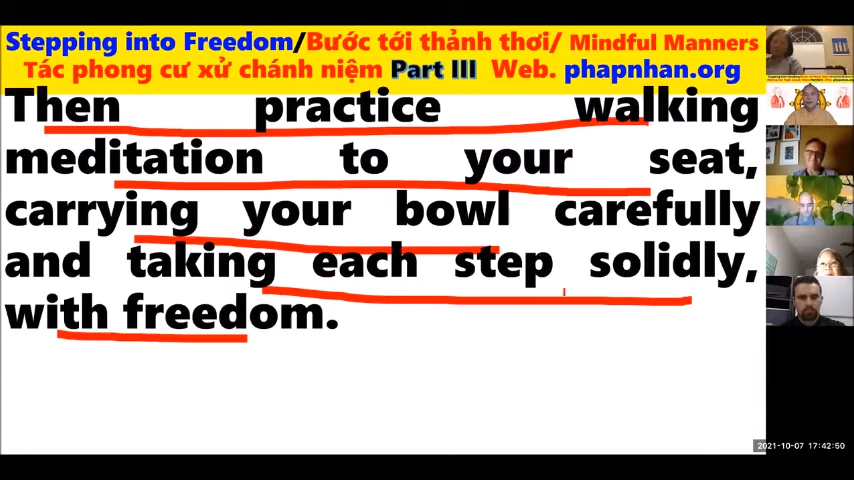 Stepping into Freedom/Bước tới thảnh thơi/ Mindful Manners
Tác phong cư xử chánh niệm Part III Web. phapnhan.org
Then practice walking
meditation to your seat,
carrying your bowl carefully
and taking each step solidly,
with freedom.
2021-10-07 17:42:50